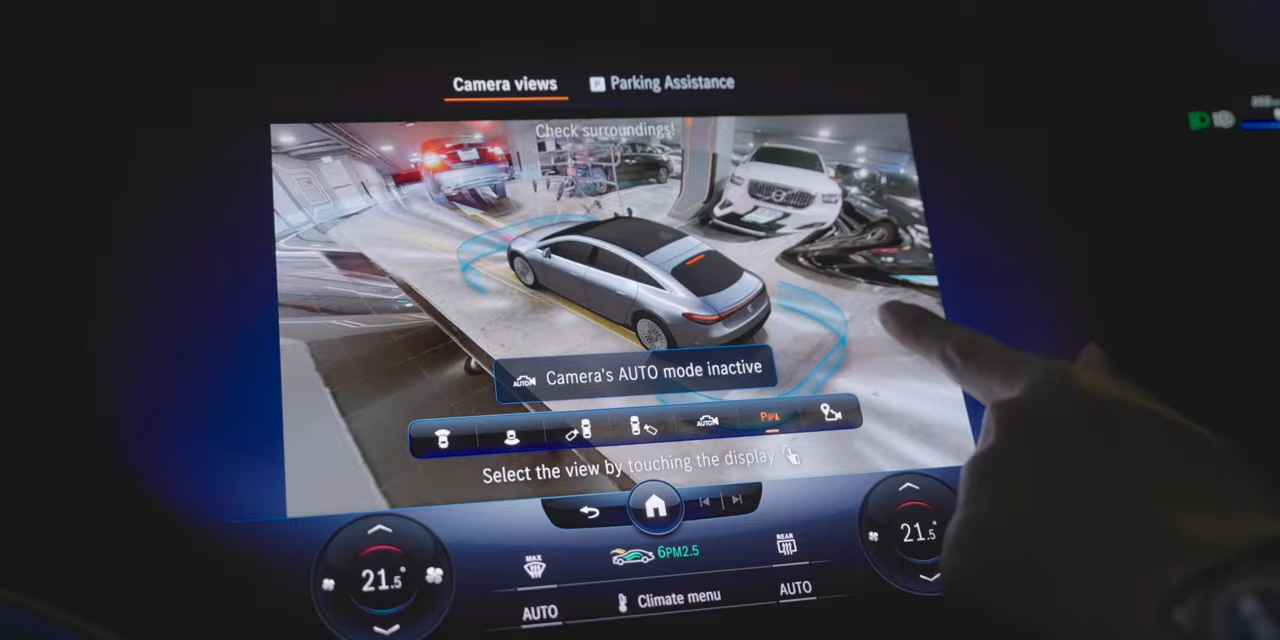 Camera views
P Parking Assistance
Check surroundings!
AUTO Camera's AUTO mode inactive
AUTO
P
Select the view by touching the display
21.5°
MAX
6PM2.5
REAR
21.5°
AUTO
Climate menu
AUTO